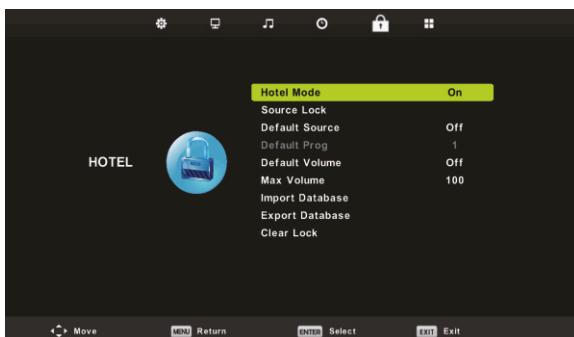 Hotel Mode On
Source Lock
Default Source Off
Default Prog 1
HOTEL
Default Volume Off
Max Volume 100
Import Database
Export Database
Clear Lock
Move MENU Return ENTER Select EXIT Exit